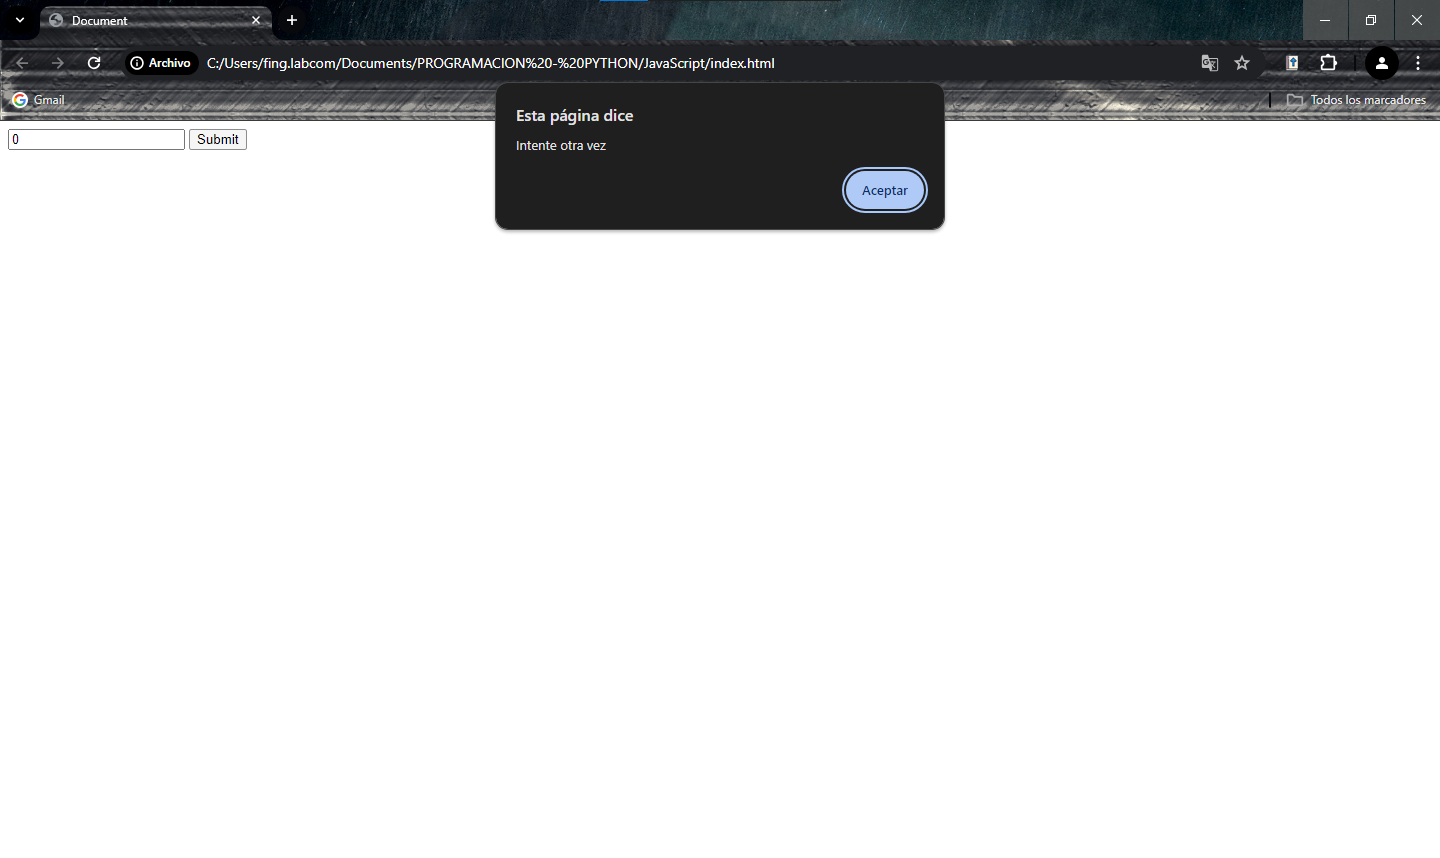 Document
Archivo C:/Users/fing.labcom/Documents/PROGRAMACION%20-%20PYTHON/JavaScript/index.html
Gmail
Todos los marcadores
0 Submit
Esta página dice
Intente otra vez
Aceptar